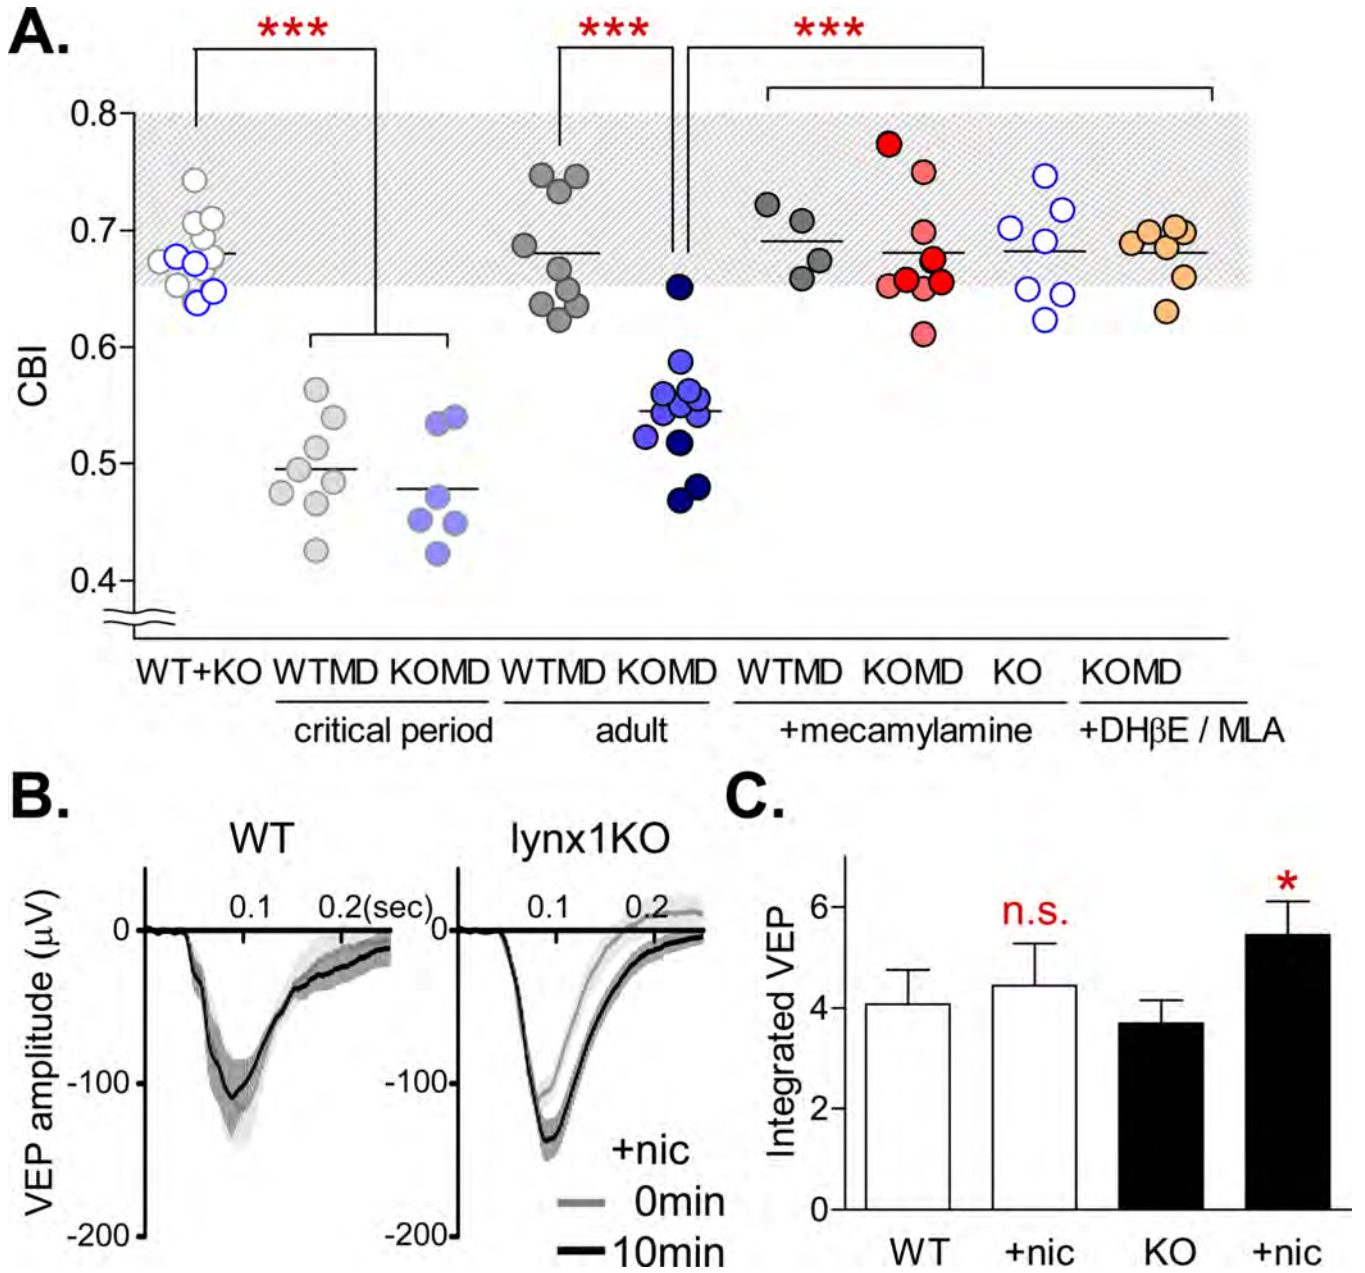 A.
*** *** ***
0.8
0.7
0.6
0.5
0.4
CBI
WT+KO WTMD KOMD WTMD KOMD WTMD KOMD KO KOMD
critical period adult +mecamylamine +DHβE / MLA
B.
WT lynx1KO
VEP amplitude (μV)
0 0.1 0.2(sec) 0 0.1 0.2
-100 -100
-200 -200
+nic
0min
10min
C.
Integrated VEP
6
4
2
0
n.s. *
WT +nic KO +nic